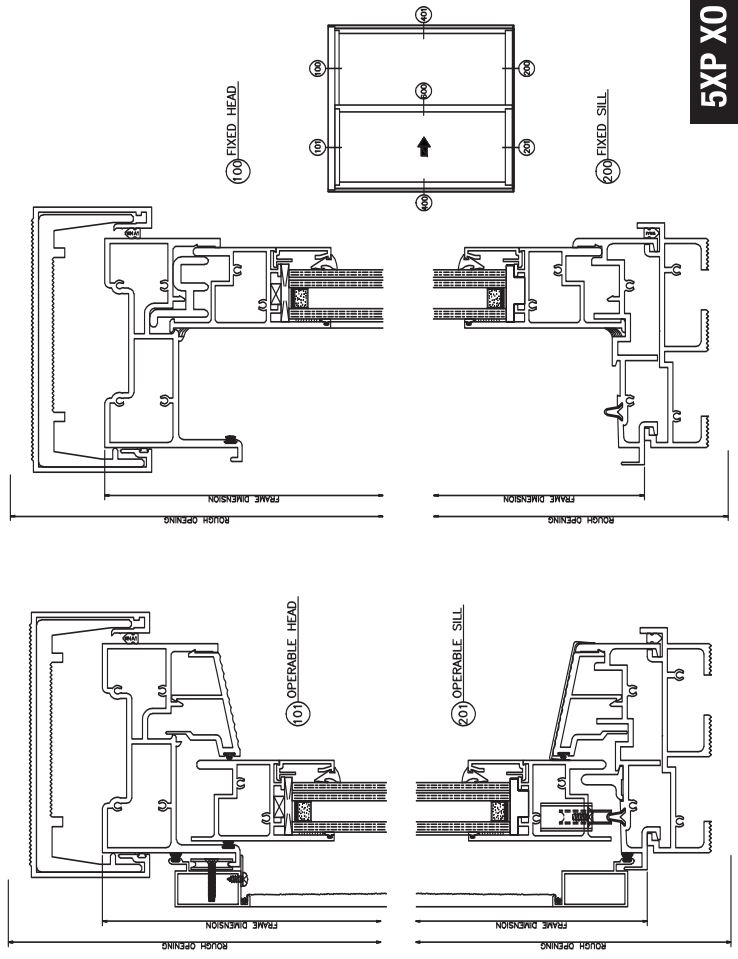 5XP XO
401
100
200
600
101
201
400
100 FIXED HEAD
200 FIXED SILL
FRAME DIMENSION
ROUGH OPENING
FRAME DIMENSION
ROUGH OPENING
101 OPERABLE HEAD
201 OPERABLE SILL
FRAME DIMENSION
ROUGH OPENING
FRAME DIMENSION
ROUGH OPENING